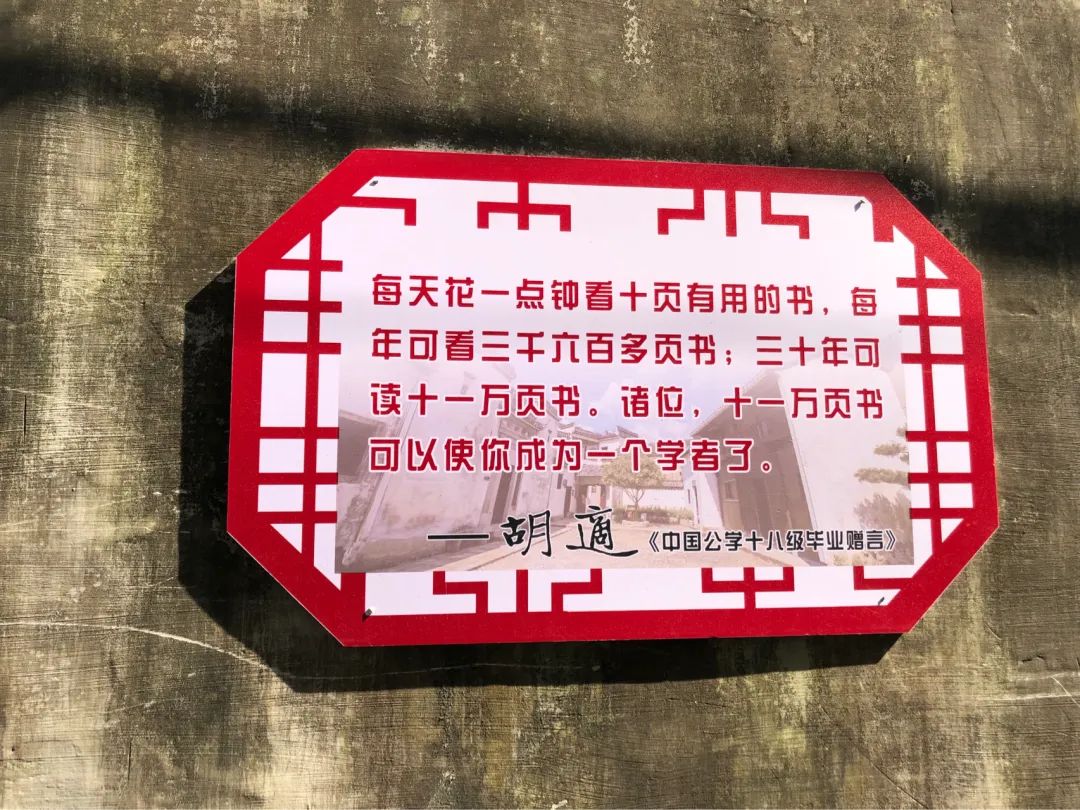 每天花一点钟看十页有用的书，每
年可看三千六百多页书；三十年可
读十一万页书。诸位，十一万页书
可以使你成为一个学者了。
——胡適《中国公学十八级毕业赠言》